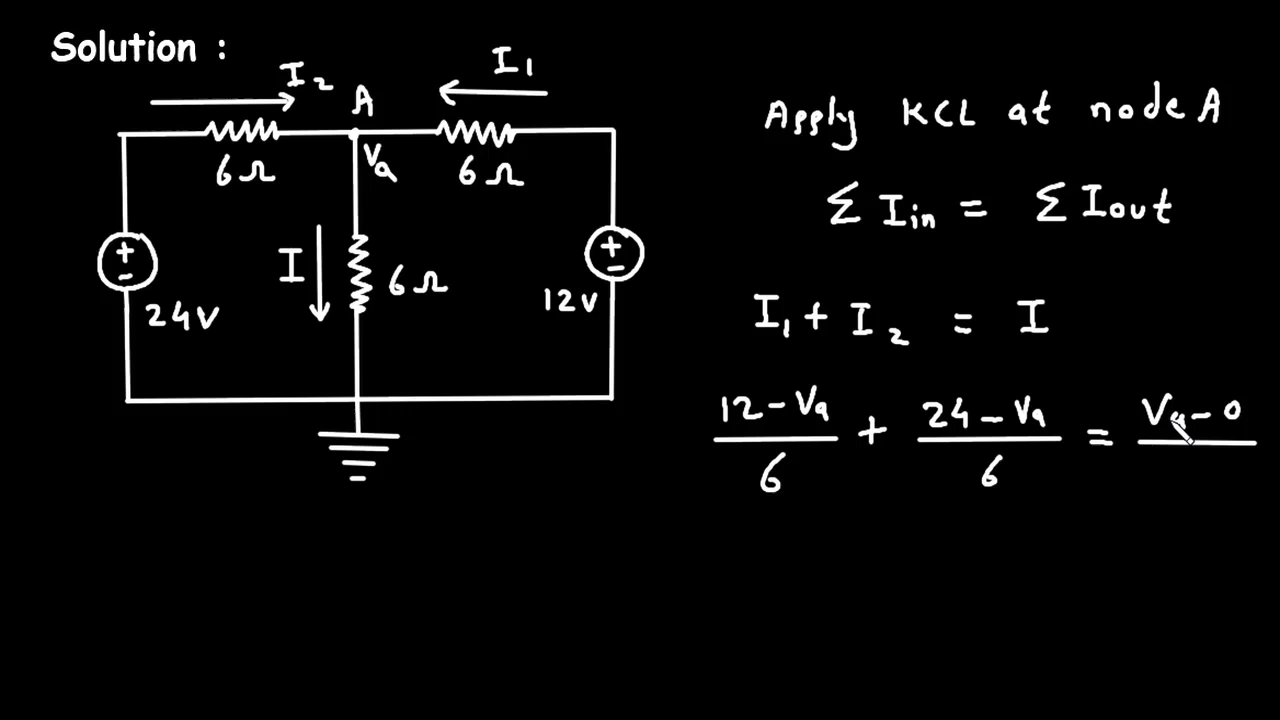 Solution :
I₂
I₁
A
Vₐ
6Ω
6Ω
+
-
24V
I
6Ω
+
-
12V
Apply KCL at node A
Σ Iin = Σ Iout
I₁ + I₂ = I
12 - Vₐ / 6 + 24 - Vₐ / 6 = Vₐ - 0